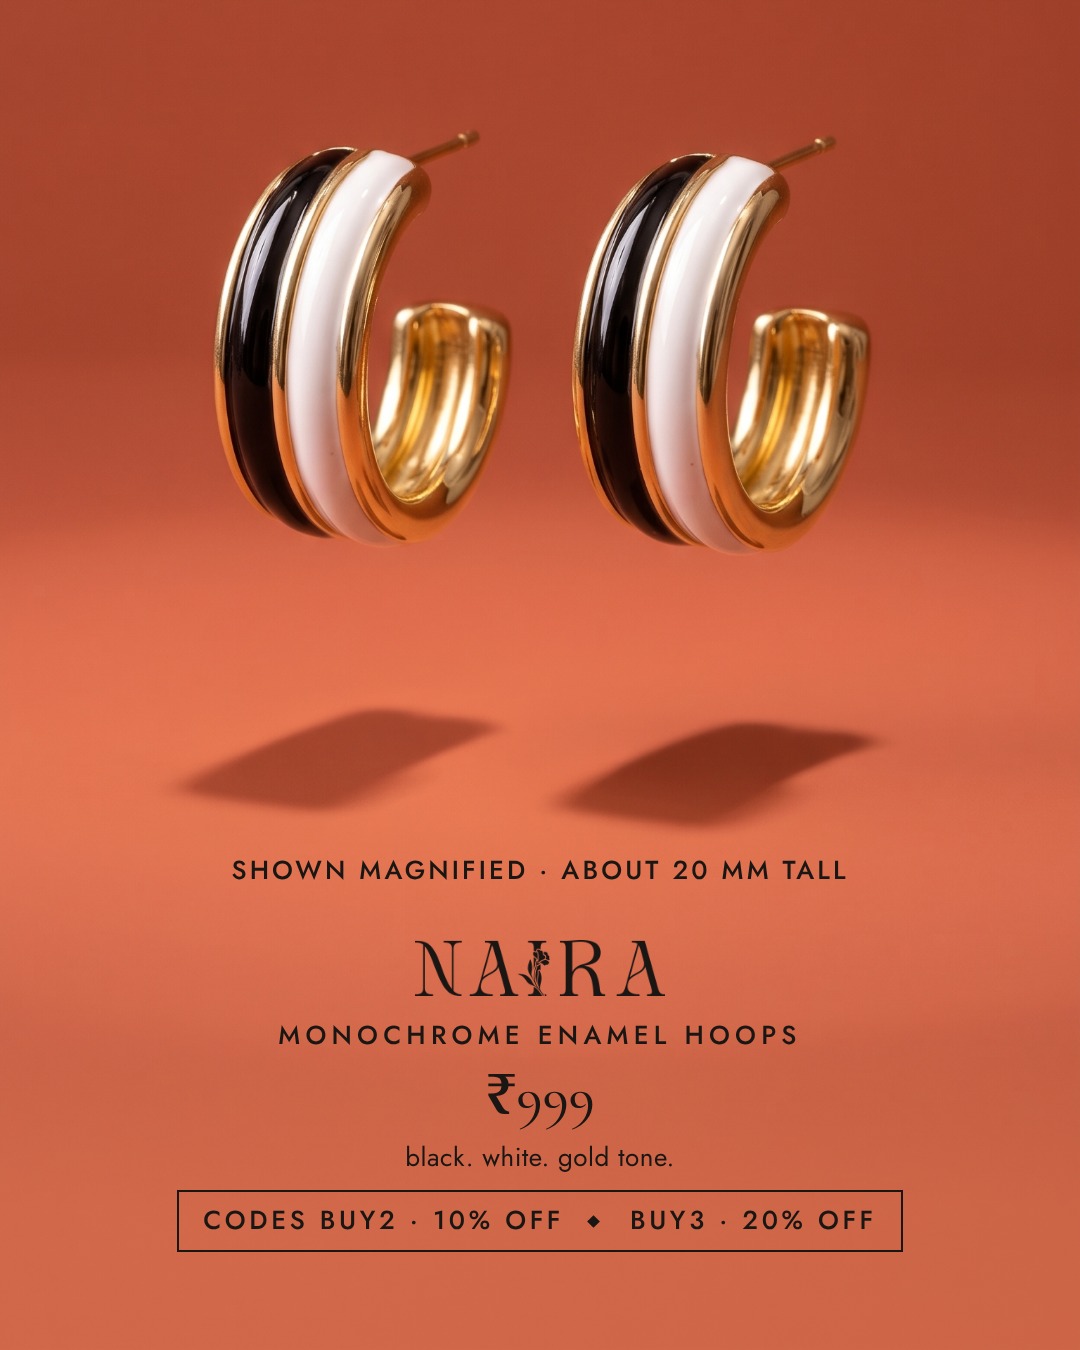 SHOWN MAGNIFIED · ABOUT 20 MM TALL
NAIRA
MONOCHROME ENAMEL HOOPS
₹999
black. white. gold tone.
CODES BUY2 · 10% OFF ◆ BUY3 · 20% OFF